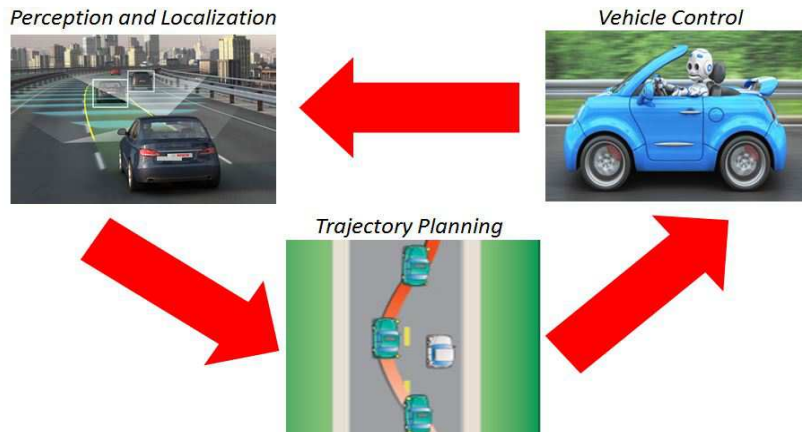 Perception and Localization
Vehicle Control
Trajectory Planning